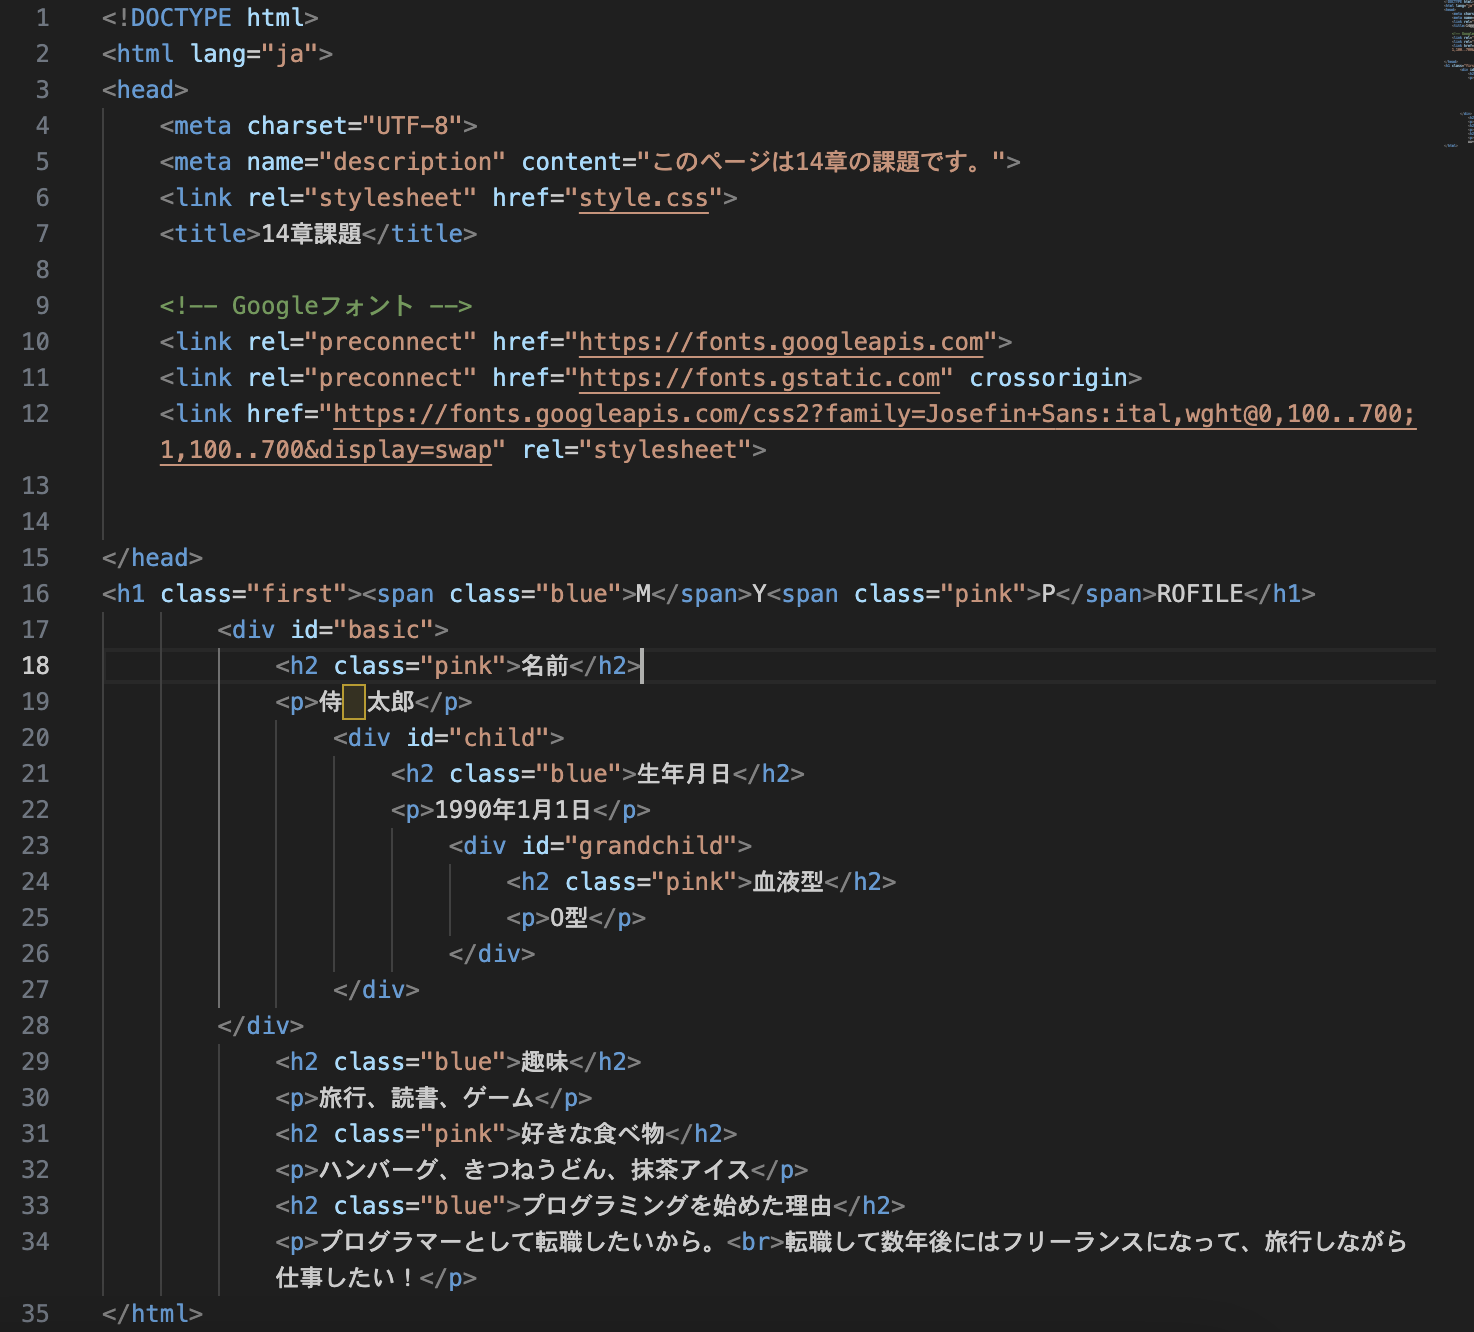 1 <!DOCTYPE html>
2 <html lang="ja">
3 <head>
4 <meta charset="UTF-8">
5 <meta name="description" content="このページは14章の課題です。">
6 <link rel="stylesheet" href="style.css">
7 <title>14章課題</title>
8
9 <!-- Googleフォント -->
10 <link rel="preconnect" href="https://fonts.googleapis.com">
11 <link rel="preconnect" href="https://fonts.gstatic.com" crossorigin>
12 <link href="https://fonts.googleapis.com/css2?family=Josefin+Sans:ital,wght@0,100..700;
1,100..700&display=swap" rel="stylesheet">
13
14
15 </head>
16 <h1 class="first"><span class="blue">M</span>Y<span class="pink">P</span>ROFILE</h1>
17 <div id="basic">
18 <h2 class="pink">名前</h2>
19 <p>侍　太郎</p>
20 <div id="child">
21 <h2 class="blue">生年月日</h2>
22 <p>1990年1月1日</p>
23 <div id="grandchild">
24 <h2 class="pink">血液型</h2>
25 <p>O型</p>
26 </div>
27 </div>
28 </div>
29 <h2 class="blue">趣味</h2>
30 <p>旅行、読書、ゲーム</p>
31 <h2 class="pink">好きな食べ物</h2>
32 <p>ハンバーグ、きつねうどん、抹茶アイス</p>
33 <h2 class="blue">プログラミングを始めた理由</h2>
34 <p>プログラマーとして転職したいから。<br>転職して数年後にはフリーランスになって、旅行しながら
仕事したい！</p>
35 </html>